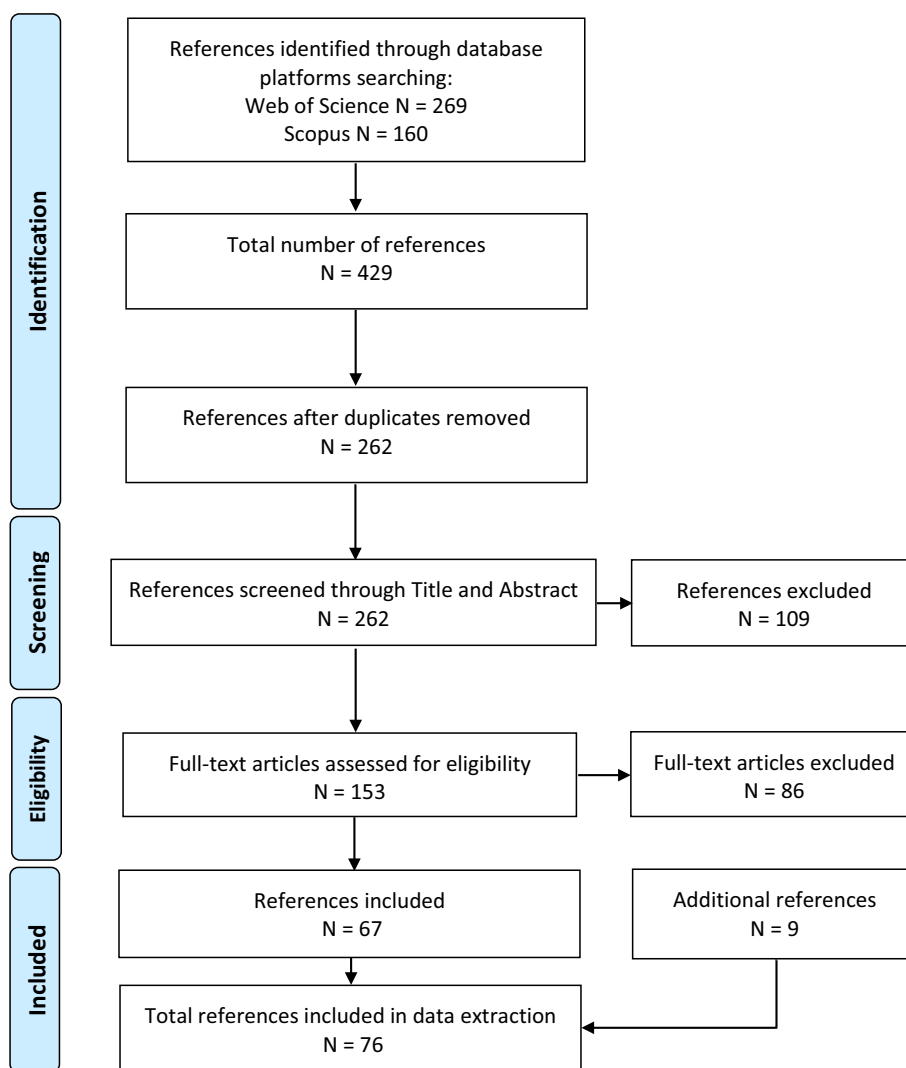 Identification
References identified through database
platforms searching:
Web of Science N = 269
Scopus N = 160
Total number of references
N = 429
References after duplicates removed
N = 262
Screening
References screened through Title and Abstract
N = 262
References excluded
N = 109
Eligibility
Full-text articles assessed for eligibility
N = 153
Full-text articles excluded
N = 86
Included
References included
N = 67
Additional references
N = 9
Total references included in data extraction
N = 76